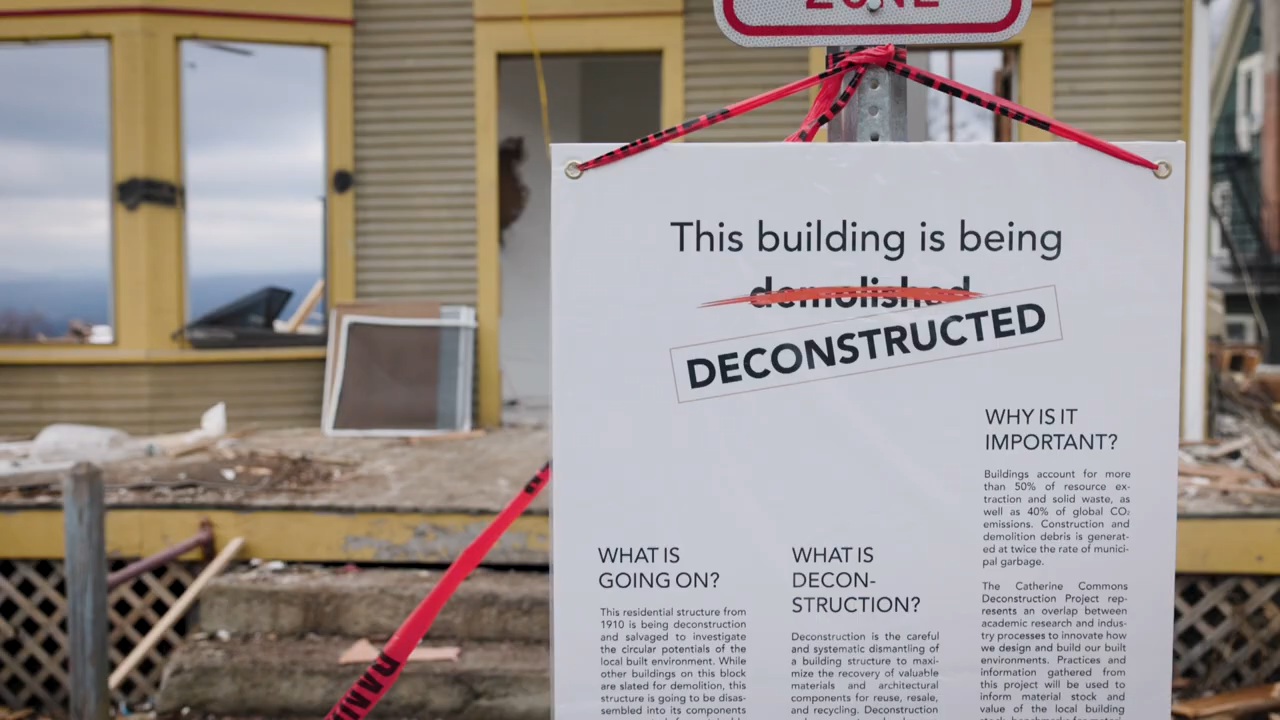 ZONE
This building is being
demolished
DECONSTRUCTED
WHAT IS
GOING ON?
This residential structure from
1910 is being deconstruction
and salvaged to investigate
the circular potentials of the
local built environment. While
other buildings on this block
are slated for demolition, this
structure is going to be disas-
sembled into its components
WHAT IS
DECON-
STRUCTION?
Deconstruction is the careful
and systematic dismantling of
a building structure to maxi-
mize the recovery of valuable
materials and architectural
components for reuse, resale,
and recycling. Deconstruction
WHY IS IT
IMPORTANT?
Buildings account for more
than 50% of resource ex-
traction and solid waste, as
well as 40% of global CO₂
emissions. Construction and
demolition debris is generat-
ed at twice the rate of munici-
pal garbage.
The Catherine Commons
Deconstruction Project rep-
resents an overlap between
academic research and indus-
try processes to innovate how
we design and build our built
environments. Practices and
information gathered from
this project will be used to
inform material stock and
value of the local building
DAN